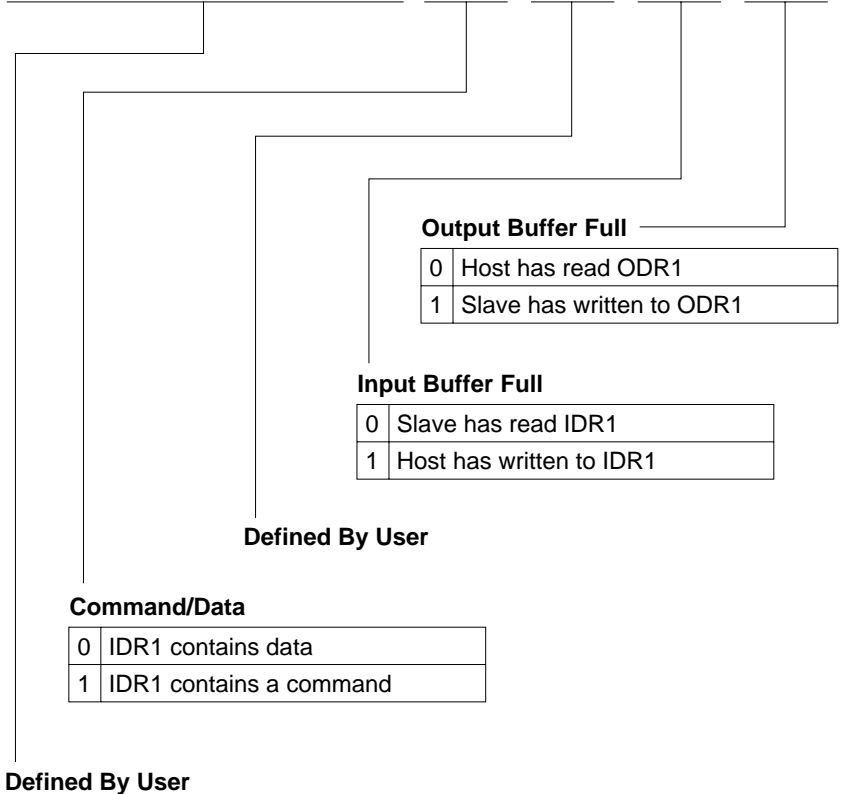 Output Buffer Full
0 Host has read ODR1
1 Slave has written to ODR1
Input Buffer Full
0 Slave has read IDR1
1 Host has written to IDR1
Defined By User
Command/Data
0 IDR1 contains data
1 IDR1 contains a command
Defined By User